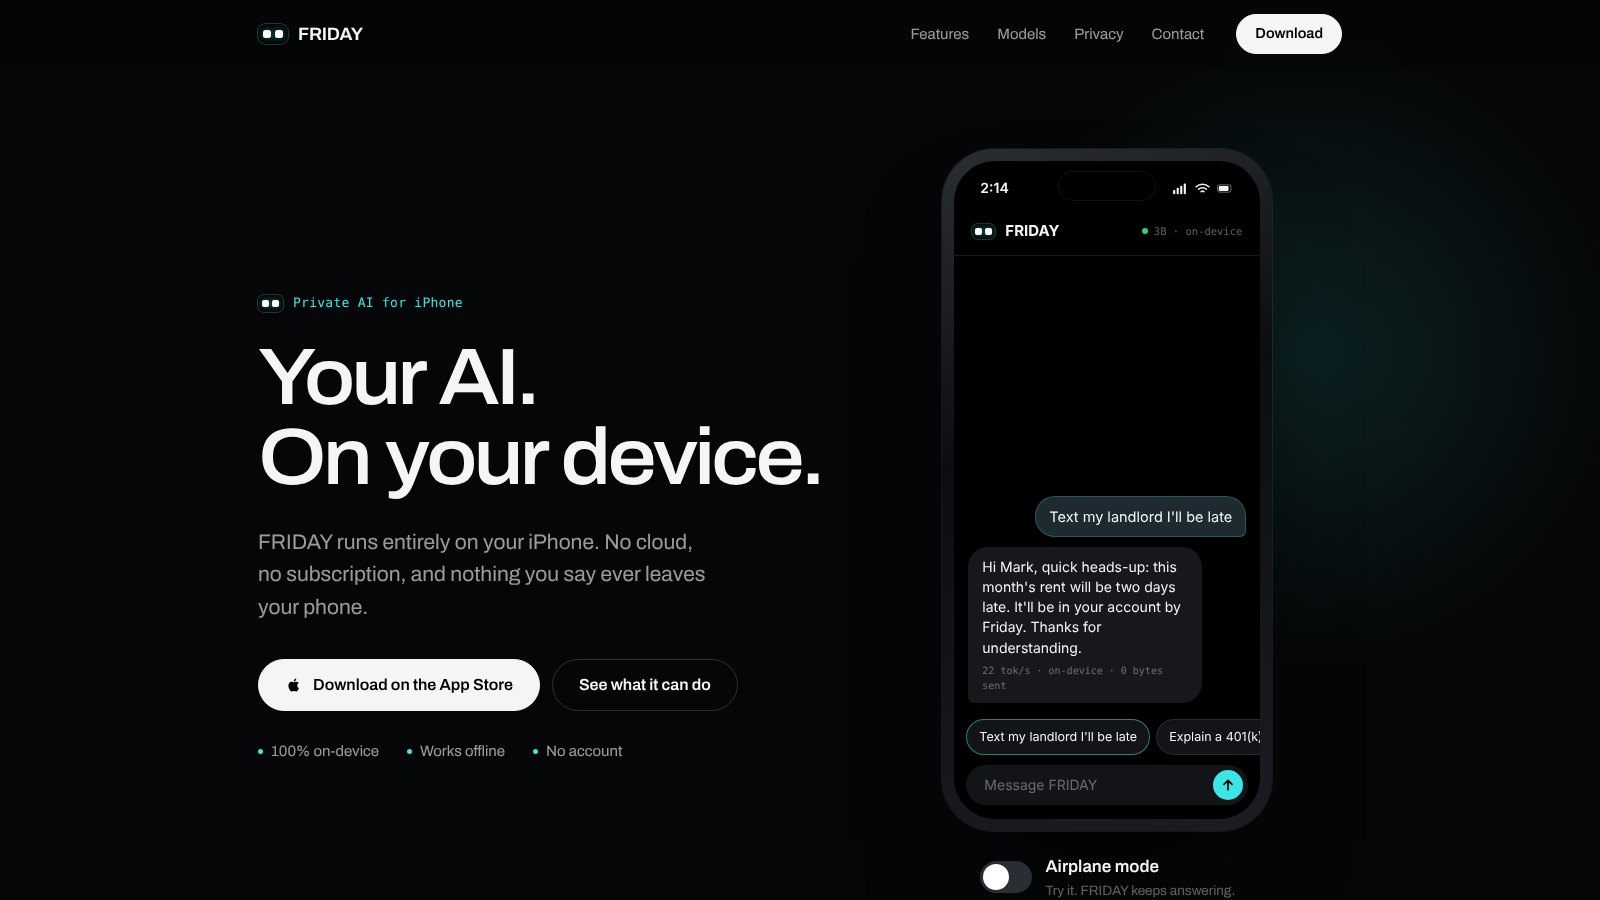 FRIDAY
Features Models Privacy Contact Download
Private AI for iPhone
Your AI.
On your device.
FRIDAY runs entirely on your iPhone. No cloud,
no subscription, and nothing you say ever leaves
your phone.
Download on the App Store
See what it can do
100% on-device
Works offline
No account
2:14
FRIDAY
3B · on-device
Text my landlord I'll be late
Hi Mark, quick heads-up: this
month's rent will be two days
late. It'll be in your account by
Friday. Thanks for
understanding.
22 tok/s · on-device · 0 bytes
sent
Text my landlord I'll be late
Explain a 401(k)
Message FRIDAY
Airplane mode
Try it. FRIDAY keeps answering.